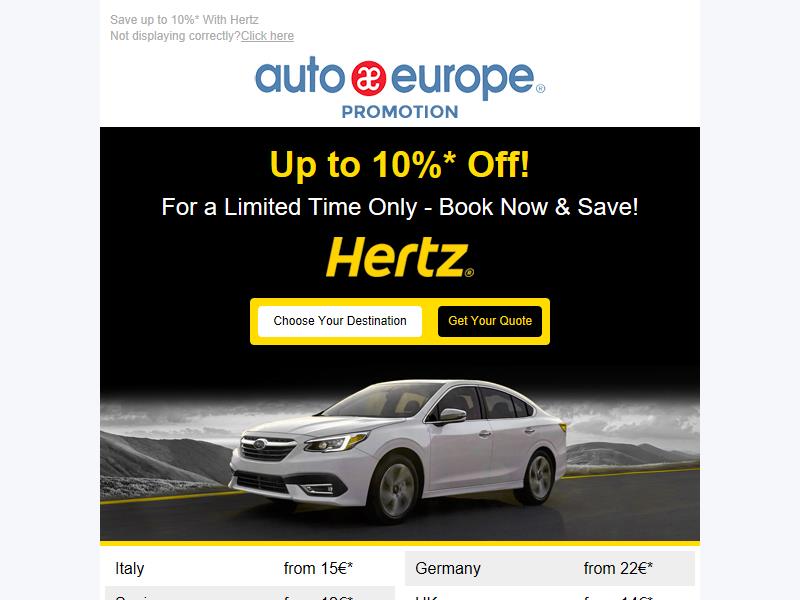 Save up to 10%* With Hertz
Not displaying correctly?Click here
auto æ europe®
PROMOTION
Up to 10%* Off!
For a Limited Time Only - Book Now & Save!
Hertz®
Choose Your Destination
Get Your Quote
Italy from 15€* Germany from 22€*